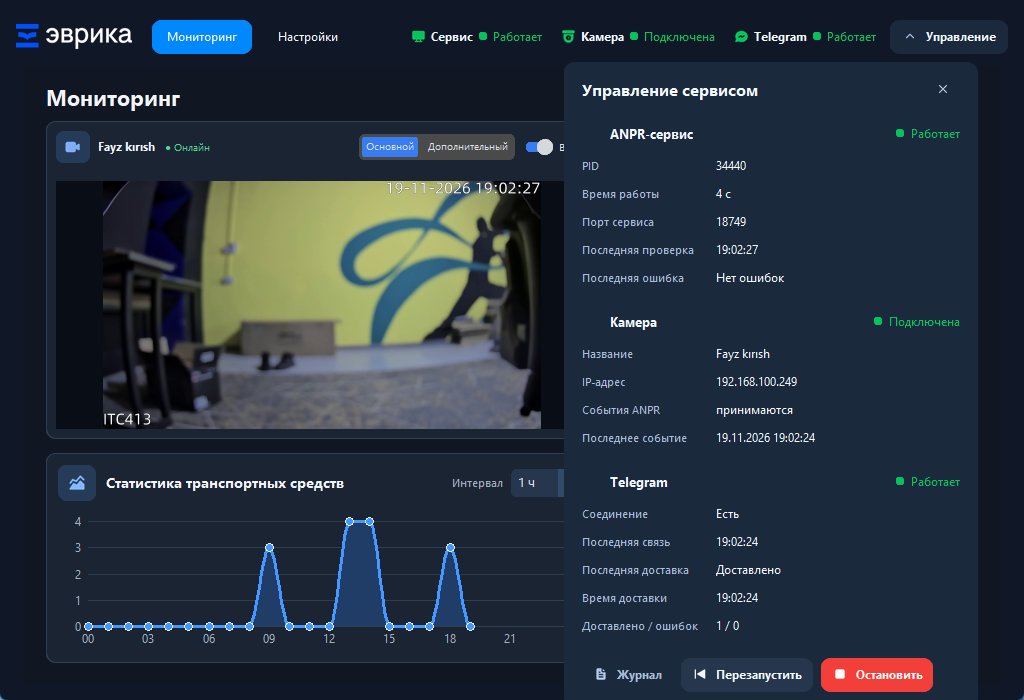 эврика
Мониторинг
Настройки
Сервис
Работает
Камера
Подключена
Telegram
Работает
Управление
Мониторинг
Fayz kırısh
Онлайн
Основной
Дополнительный
19-11-2026 19:02:27
ITC413
Статистика транспортных средств
Интервал
1 ч
4
3
2
1
0
00 03 06 09 12 15 18 21
Управление сервисом
ANPR-сервис
Работает
PID 34440
Время работы 4 с
Порт сервиса 18749
Последняя проверка 19:02:27
Последняя ошибка Нет ошибок
Камера
Подключена
Название Fayz kırısh
IP-адрес 192.168.100.249
События ANPR принимаются
Последнее событие 19.11.2026 19:02:24
Telegram
Работает
Соединение Есть
Последняя связь 19:02:24
Последняя доставка Доставлено
Время доставки 19:02:24
Доставлено / ошибок 1 / 0
Журнал
Перезапустить
Остановить